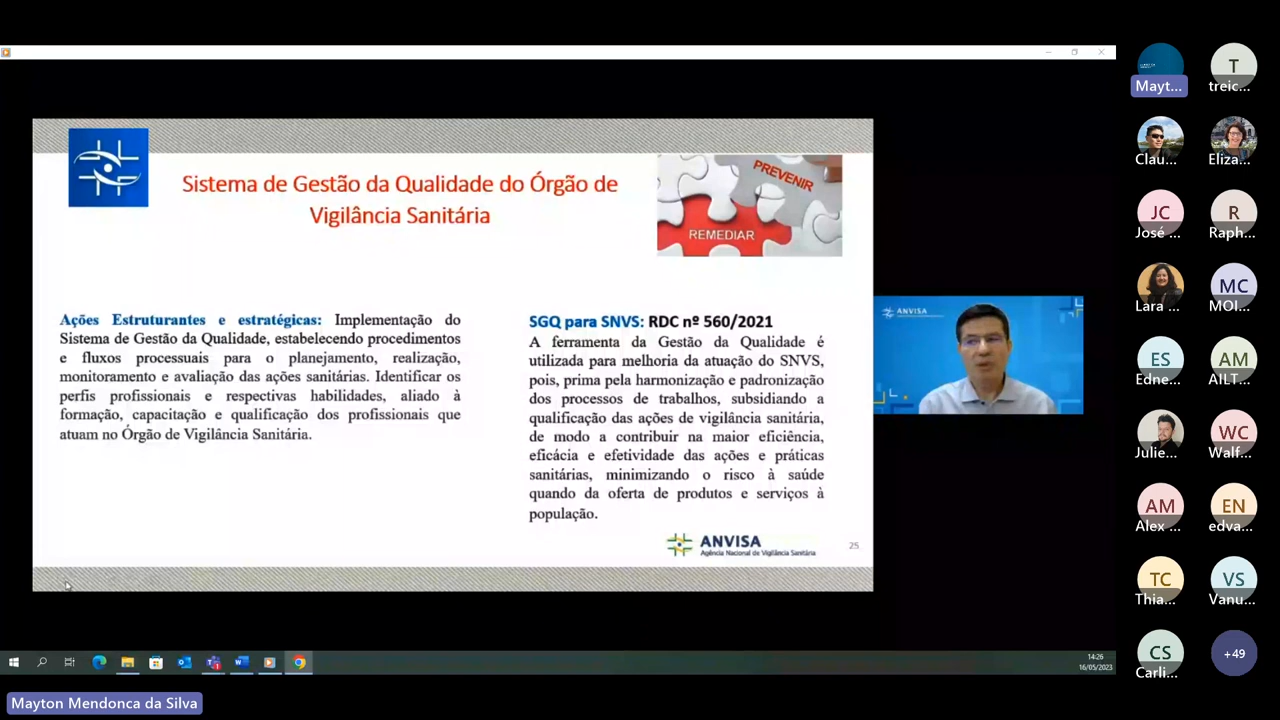 Sistema de Gestão da Qualidade do Órgão de
Vigilância Sanitária
PREVENIR
REMEDIAR
Ações Estruturantes e estratégicas: Implementação do
Sistema de Gestão da Qualidade, estabelecendo procedimentos
e fluxos processuais para o planejamento, realização,
monitoramento e avaliação das ações sanitárias. Identificar os
perfis profissionais e respectivas habilidades, aliado à
formação, capacitação e qualificação dos profissionais que
atuam no Órgão de Vigilância Sanitária.
SGQ para SNVS: RDC nº 560/2021
A ferramenta da Gestão da Qualidade é
utilizada para melhoria da atuação do SNVS,
pois, prima pela harmonização e padronização
dos processos de trabalhos, subsidiando a
qualificação das ações de vigilância sanitária,
de modo a contribuir na maior eficiência,
eficácia e efetividade das ações e práticas
sanitárias, minimizando o risco à saúde
quando da oferta de produtos e serviços à
população.
ANVISA
Agência Nacional de Vigilância Sanitária
25
ANVISA
Mayt...
T
treic...
Clau...
Eliza...
JC
José ...
R
Raph...
Lara ...
MC
MOI...
ES
Edne...
AM
AILT...
Julie...
WC
Walf...
AM
Alex ...
EN
edva...
TC
Thia...
VS
Vanu...
CS
Carli...
+49
14:26
16/05/2023
Mayton Mendonca da Silva